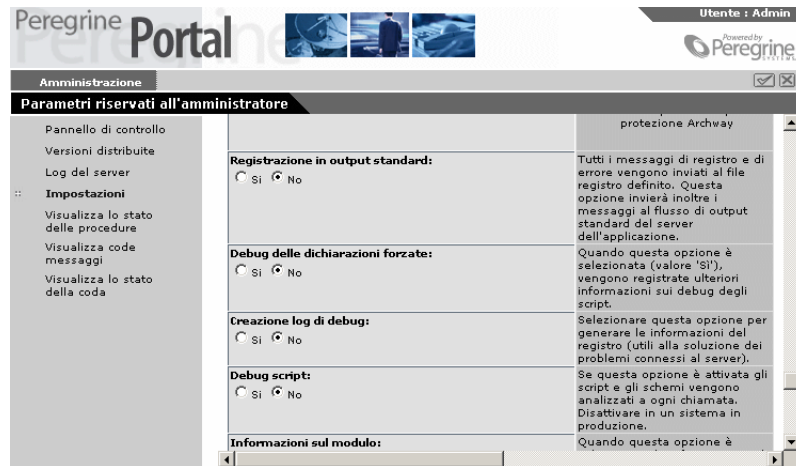 Utente : Admin
Peregrine Portal
Powered by
Peregrine
SYSTEMS
Amministrazione
Parametri riservati all'amministratore
Pannello di controllo
Versioni distribuite
Log del server
Impostazioni
Visualizza lo stato
delle procedure
Visualizza code
messaggi
Visualizza lo stato
della coda
protezione Archway
Registrazione in output standard:
Si No
Tutti i messaggi di registro e di
errore vengono inviati al file
registro definito. Questa
opzione invierà inoltre i
messaggi al flusso di output
standard del server
dell'applicazione.
Debug delle dichiarazioni forzate:
Si No
Quando questa opzione è
selezionata (valore 'Sì'),
vengono registrate ulteriori
informazioni sui debug degli
script.
Creazione log di debug:
Si No
Selezionare questa opzione per
generare le informazioni del
registro (utili alla soluzione dei
problemi connessi al server).
Debug script:
Si No
Se questa opzione è attivata gli
script e gli schemi vengono
analizzati a ogni chiamata.
Disattivare in un sistema in
produzione.
Informazioni sul modulo:
Quando questa opzione è